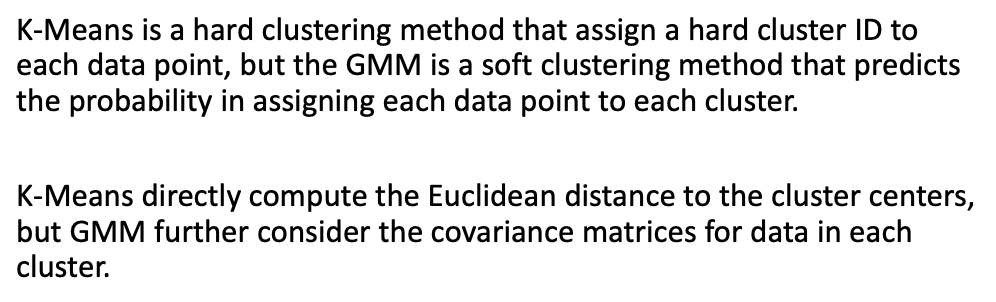 K-Means is a hard clustering method that assign a hard cluster ID to
each data point, but the GMM is a soft clustering method that predicts
the probability in assigning each data point to each cluster.
K-Means directly compute the Euclidean distance to the cluster centers,
but GMM further consider the covariance matrices for data in each
cluster.